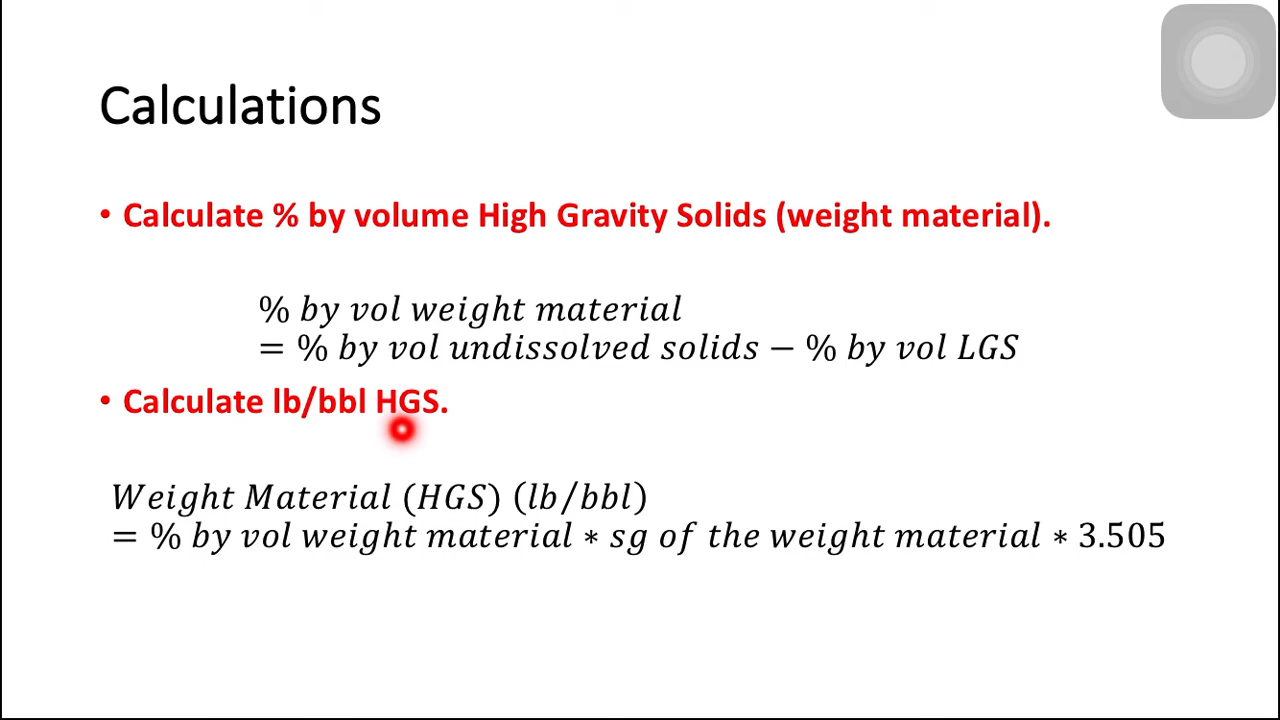 Calculations
• Calculate % by volume High Gravity Solids (weight material).
% by vol weight material
= % by vol undissolved solids − % by vol LGS
• Calculate lb/bbl HGS.
Weight Material (HGS) (lb/bbl)
= % by vol weight material * sg of the weight material * 3.505